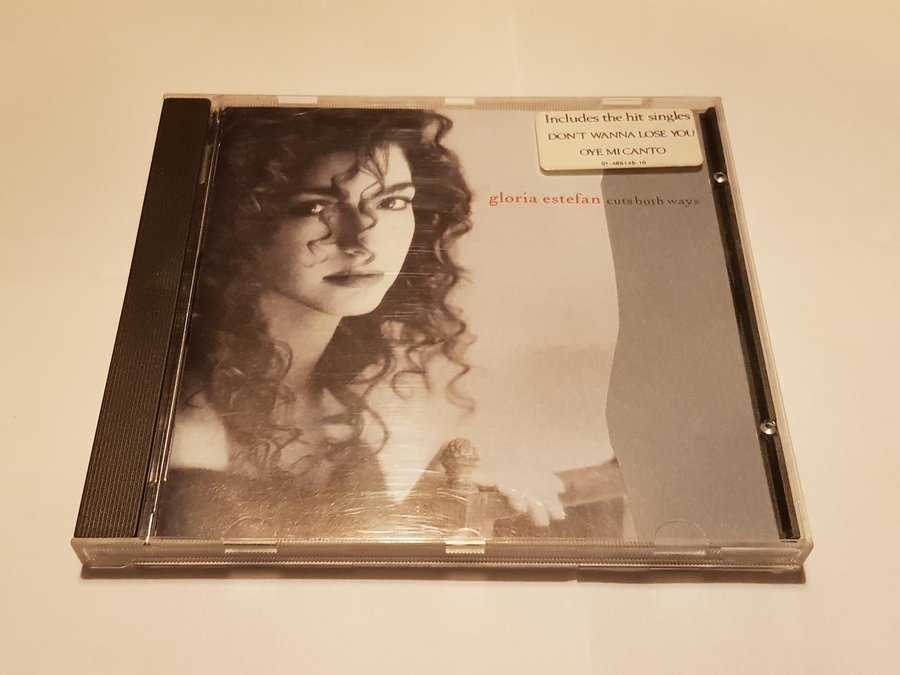 Includes the hit singles
DON'T WANNA LOSE YOU
OYE MI CANTO
01-465145-10
gloria estefan cuts both ways